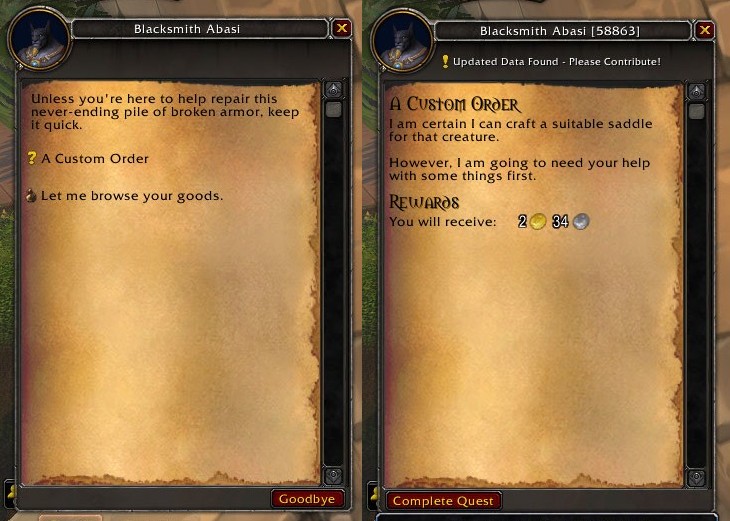 Blacksmith Abasi
Unless you're here to help repair this
never-ending pile of broken armor, keep
it quick.
? A Custom Order
Let me browse your goods.
Goodbye
Blacksmith Abasi [58863]
! Updated Data Found - Please Contribute!
A Custom Order
I am certain I can craft a suitable saddle
for that creature.
However, I am going to need your help
with some things first.
Rewards
You will receive: 2 34
Complete Quest